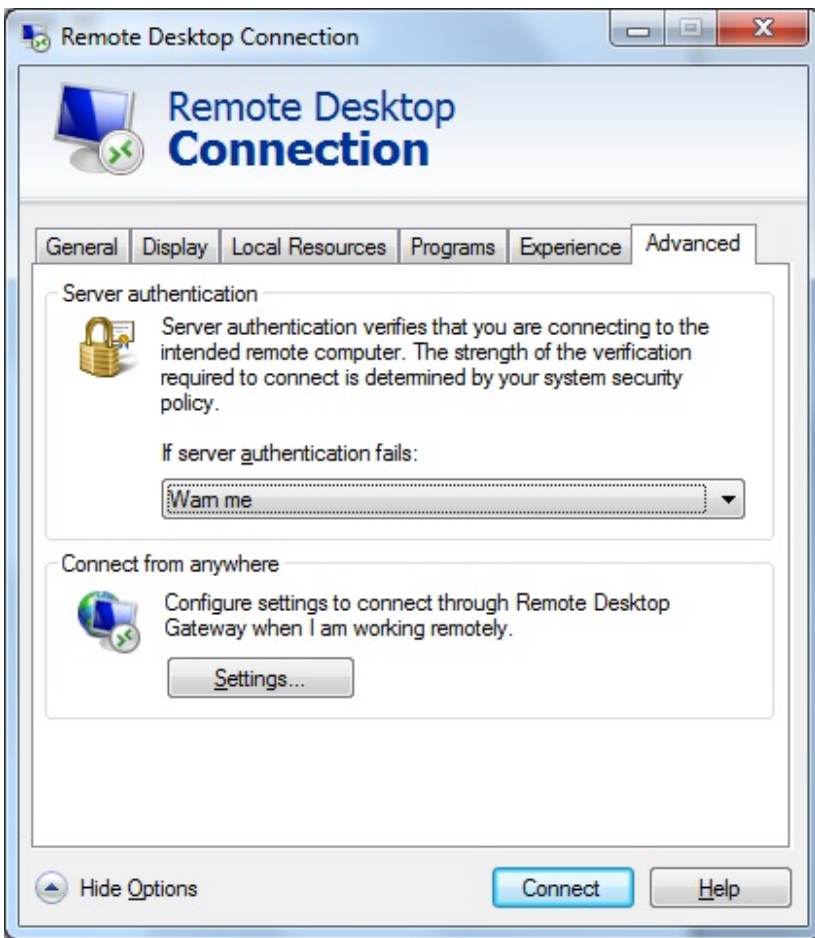 Remote Desktop Connection
Remote Desktop
Connection
General Display Local Resources Programs Experience Advanced
Server authentication
Server authentication verifies that you are connecting to the
intended remote computer. The strength of the verification
required to connect is determined by your system security
policy.
If server authentication fails:
Warn me
Connect from anywhere
Configure settings to connect through Remote Desktop
Gateway when I am working remotely.
Settings...
Hide Options Connect Help